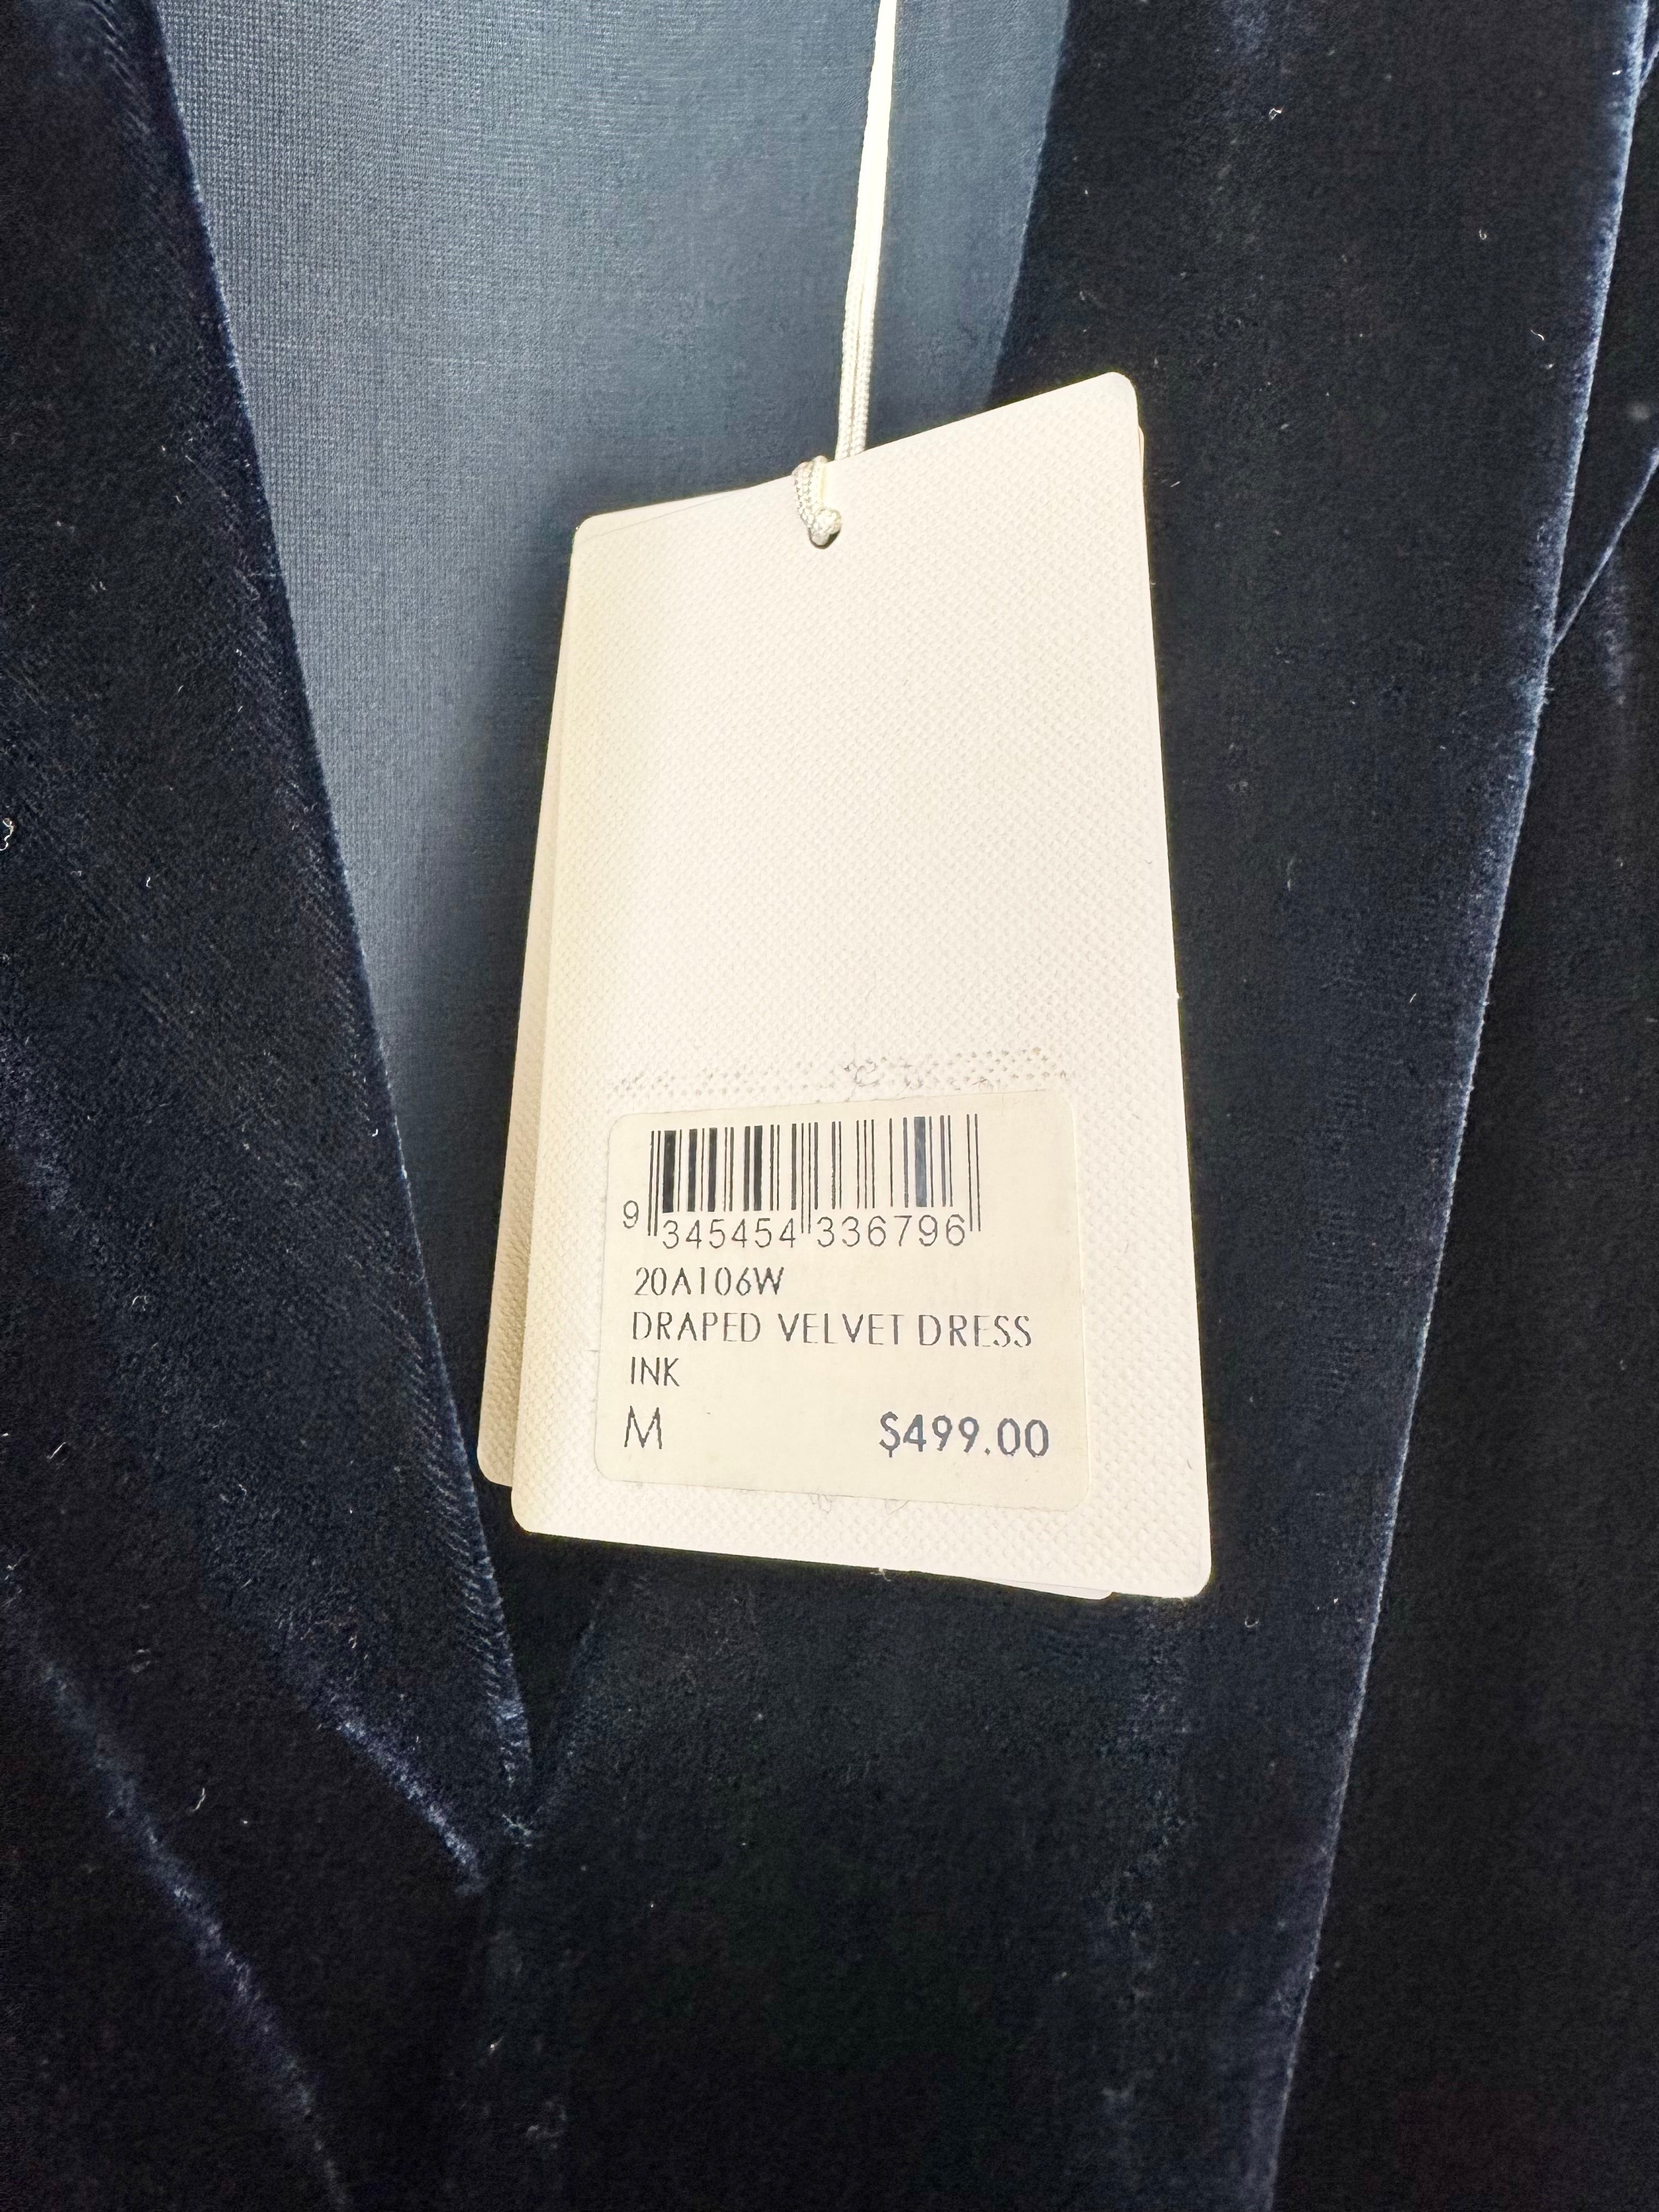 9 345454 336796
20A106W
DRAPED VELVET DRESS
INK
M $499.00